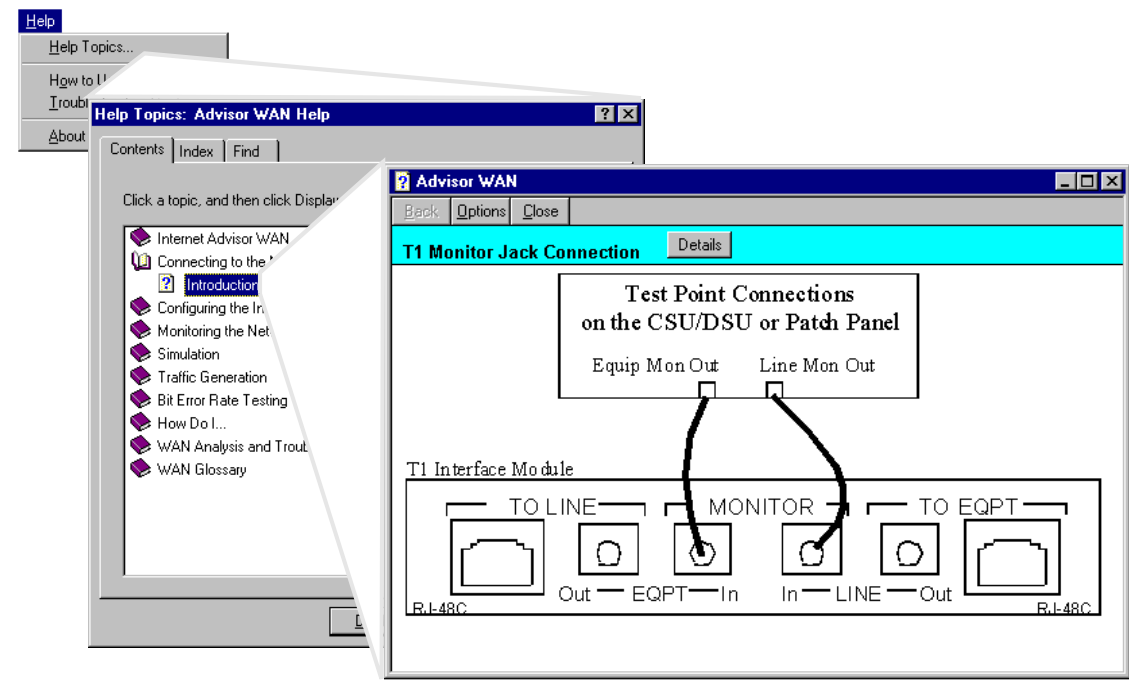 Help
Help Topics...
How to U
Troub
About
Help Topics: Advisor WAN Help
Contents Index Find
Click a topic, and then click Display
Internet Advisor WAN
Connecting to the
Introduction
Configuring the In
Monitoring the Net
Simulation
Traffic Generation
Bit Error Rate Testing
How Do I...
WAN Analysis and Troub
WAN Glossary
Advisor WAN
Back Options Close
T1 Monitor Jack Connection Details
Test Point Connections
on the CSU/DSU or Patch Panel
Equip Mon Out Line Mon Out
T1 Interface Module
TO LINE MONITOR TO EQPT
Out EQPT In In LINE Out
RJ-48C RJ-48C